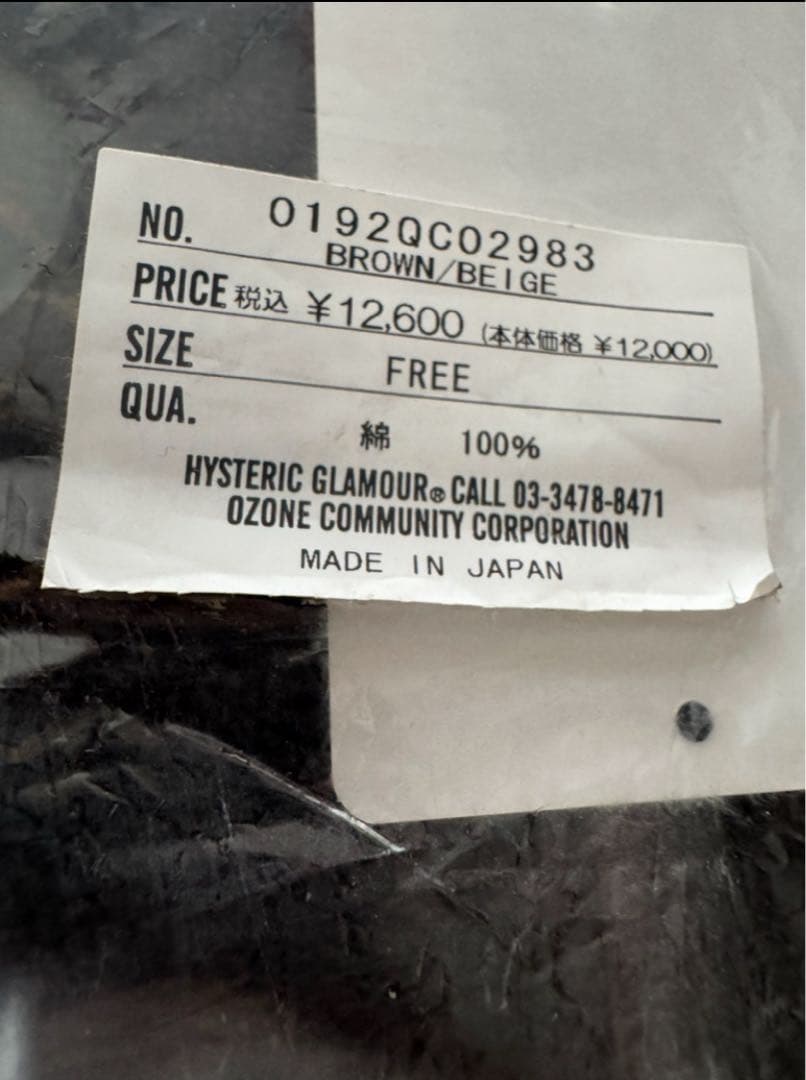 NO. 0192QC02983
BROWN/BEIGE
PRICE 税込 ¥12,600 (本体価格 ¥12,000)
SIZE FREE
QUA.
綿 100%
HYSTERIC GLAMOUR® CALL 03-3478-8471
OZONE COMMUNITY CORPORATION
MADE IN JAPAN